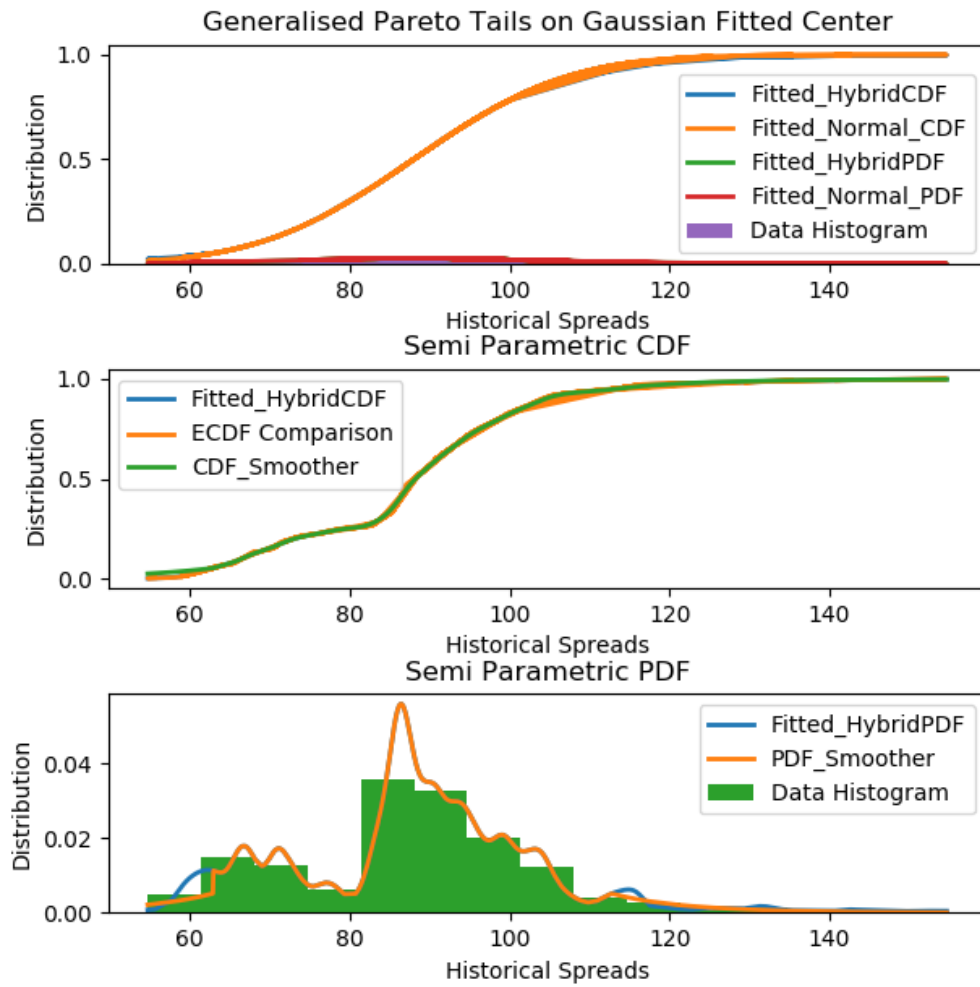 Generalised Pareto Tails on Gaussian Fitted Center
1.0
0.5
0.0
Distribution
Fitted_HybridCDF
Fitted_Normal_CDF
Fitted_HybridPDF
Fitted_Normal_PDF
Data Histogram
60 80 100 120 140
Historical Spreads
Semi Parametric CDF
1.0
0.5
0.0
Distribution
Fitted_HybridCDF
ECDF Comparison
CDF_Smoother
60 80 100 120 140
Historical Spreads
Semi Parametric PDF
0.04
0.02
0.00
Distribution
Fitted_HybridPDF
PDF_Smoother
Data Histogram
60 80 100 120 140
Historical Spreads